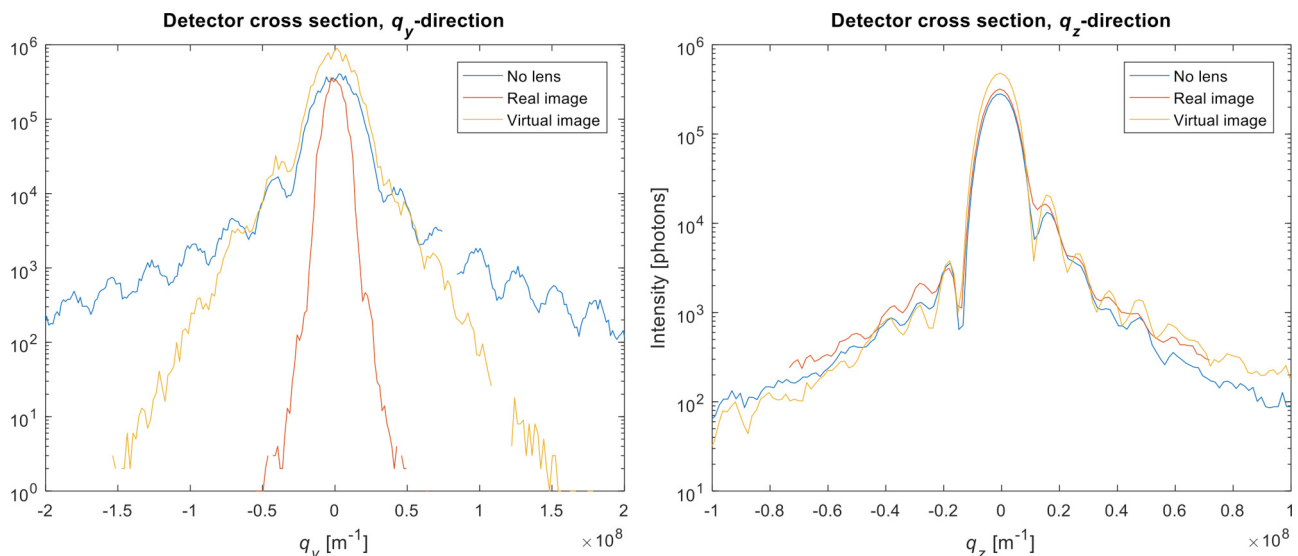 Detector cross section, q_y-direction
10^6
10^5
10^4
10^3
10^2
10^1
10^0
No lens
Real image
Virtual image
-2 -1.5 -1 -0.5 0 0.5 1 1.5 2
q_y [m^-1]
×10^8
Detector cross section, q_z-direction
Intensity [photons]
10^6
10^5
10^4
10^3
10^2
10^1
No lens
Real image
Virtual image
-1 -0.8 -0.6 -0.4 -0.2 0 0.2 0.4 0.6 0.8 1
q_z [m^-1]
×10^8